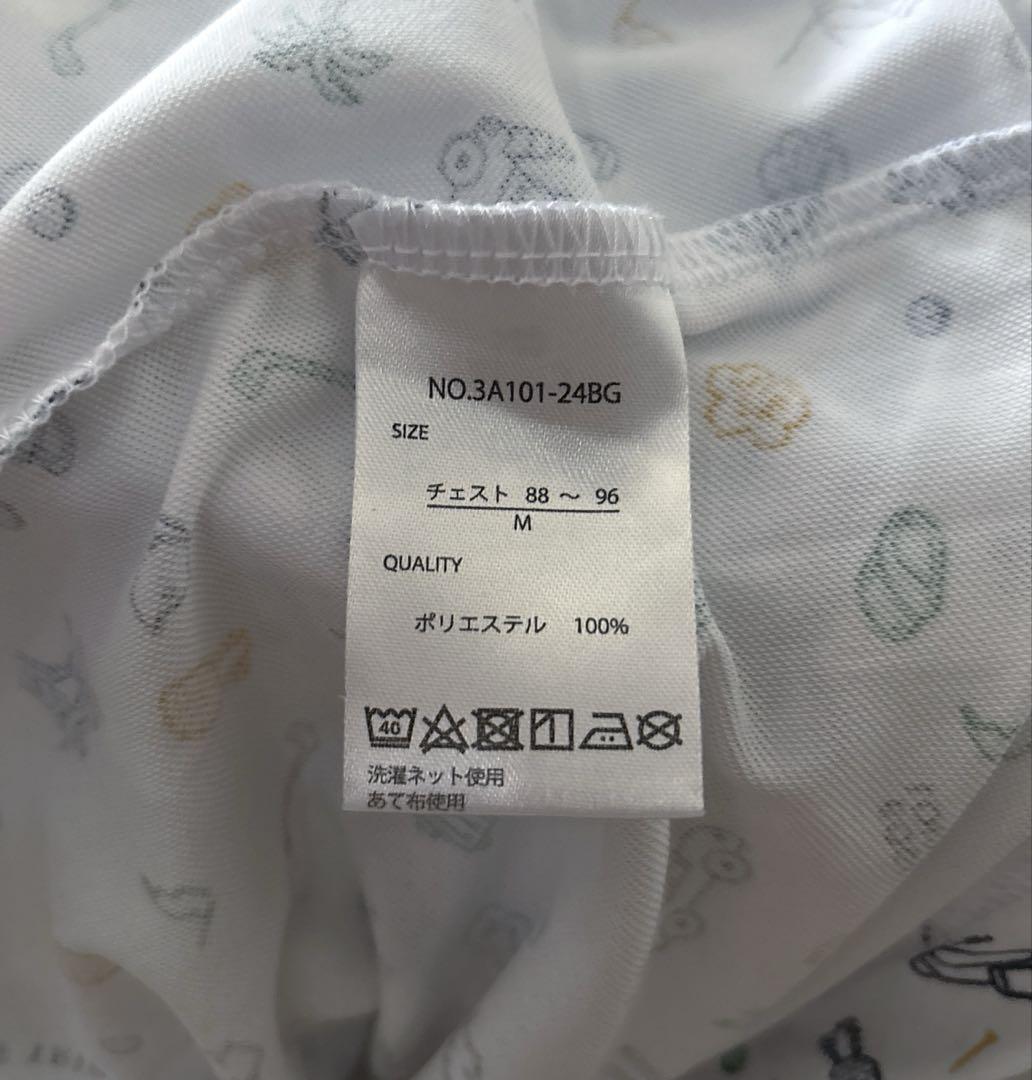 NO.3A101-24BG
SIZE
チェスト 88 〜 96
M
QUALITY
ポリエステル 100%
40
洗濯ネット使用
あて布使用